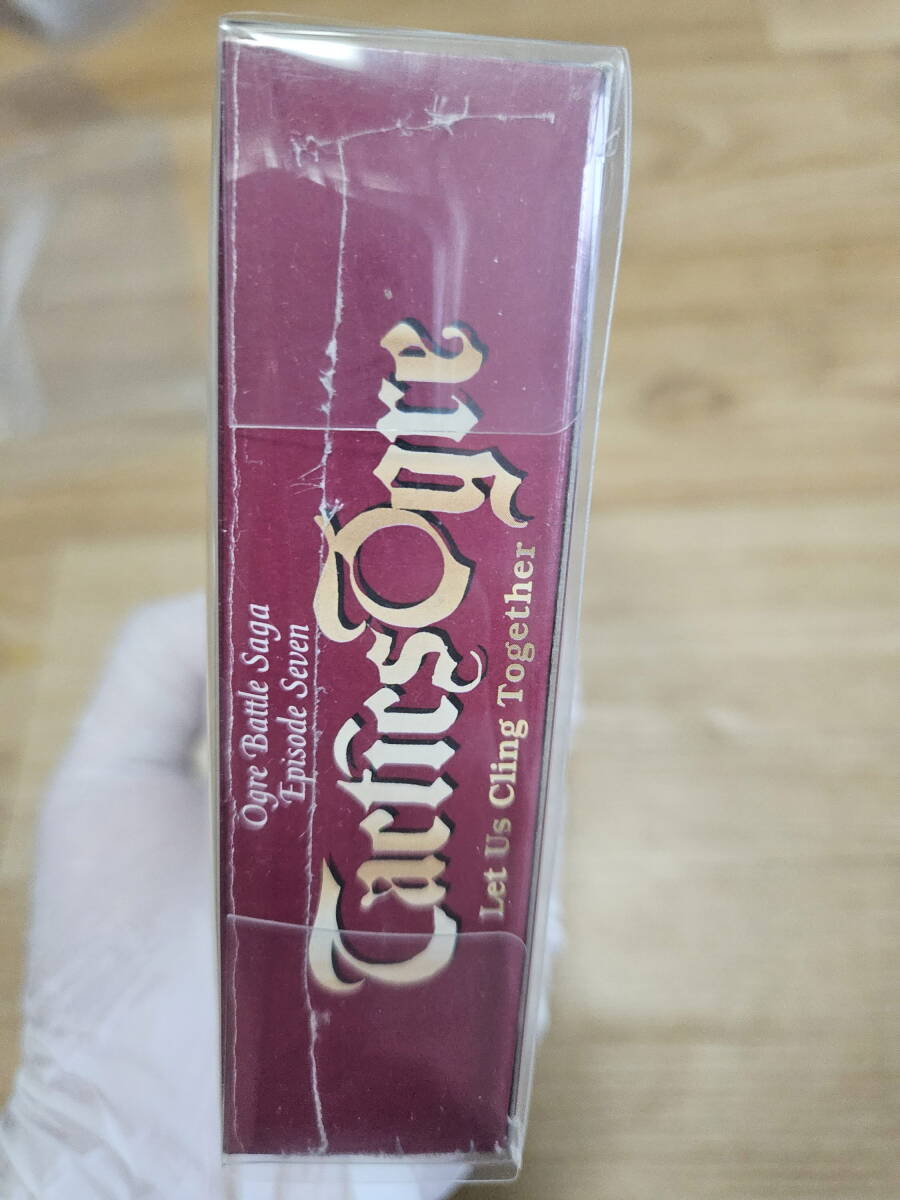 Ogre Battle Saga
Episode Seven
Tactics Ogre
Let Us Cling Together